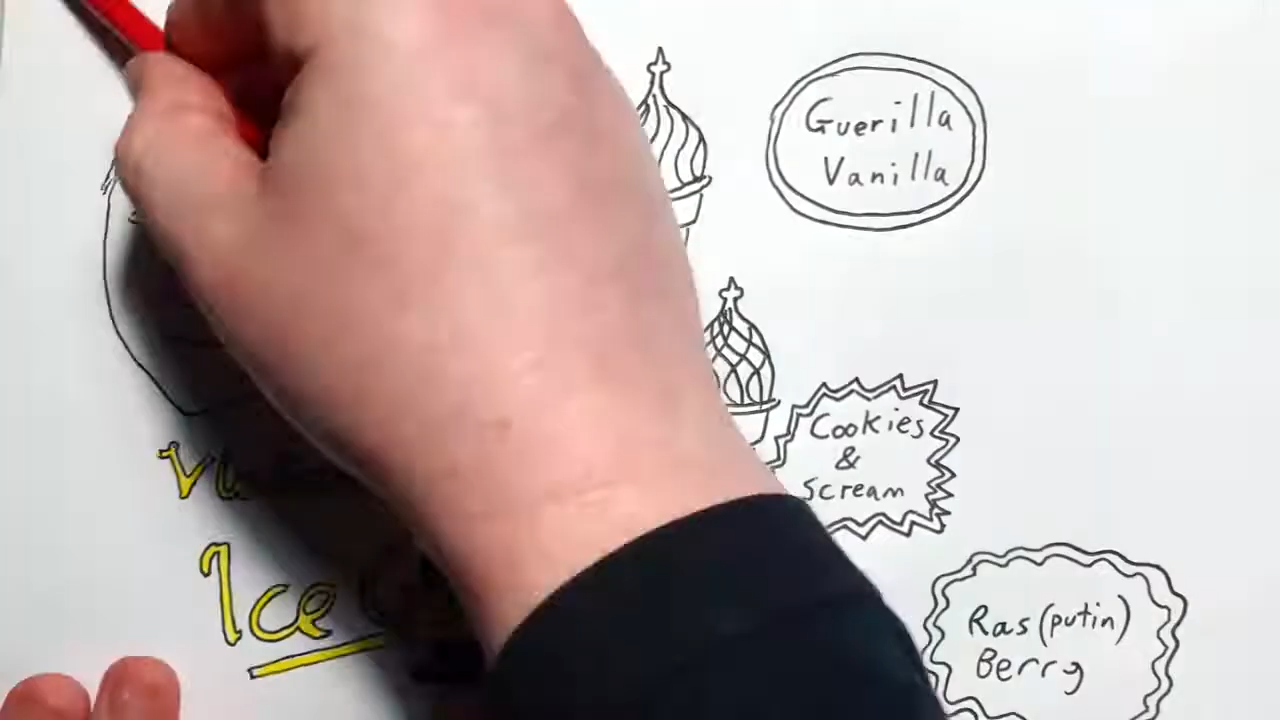 Guerilla
Vanilla
Cookies
&
Scream
Ice
Ras(putin)
Berry